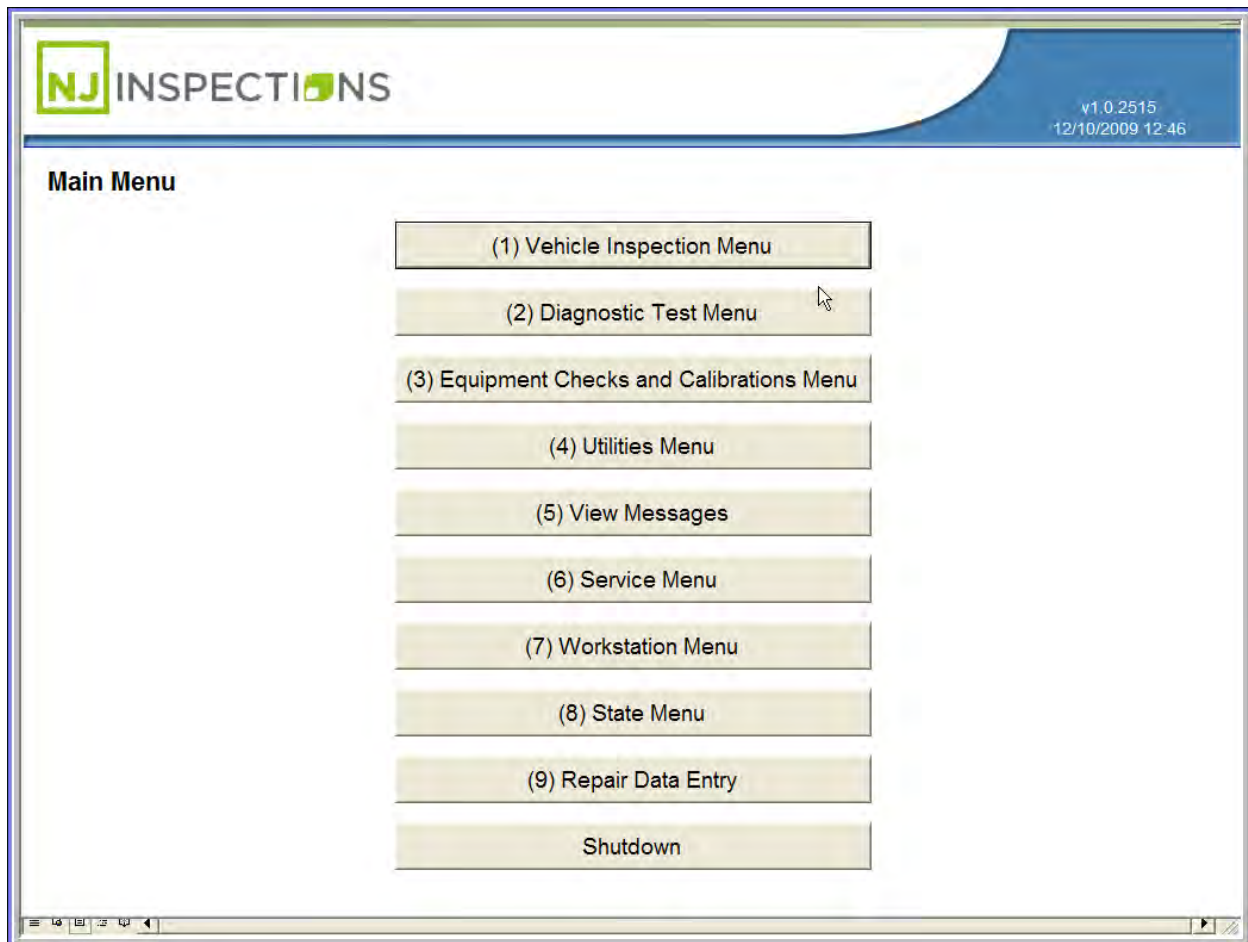 NJ INSPECTIONS
v1.0.2515
12/10/2009 12:46
Main Menu
(1) Vehicle Inspection Menu
(2) Diagnostic Test Menu
(3) Equipment Checks and Calibrations Menu
(4) Utilities Menu
(5) View Messages
(6) Service Menu
(7) Workstation Menu
(8) State Menu
(9) Repair Data Entry
Shutdown